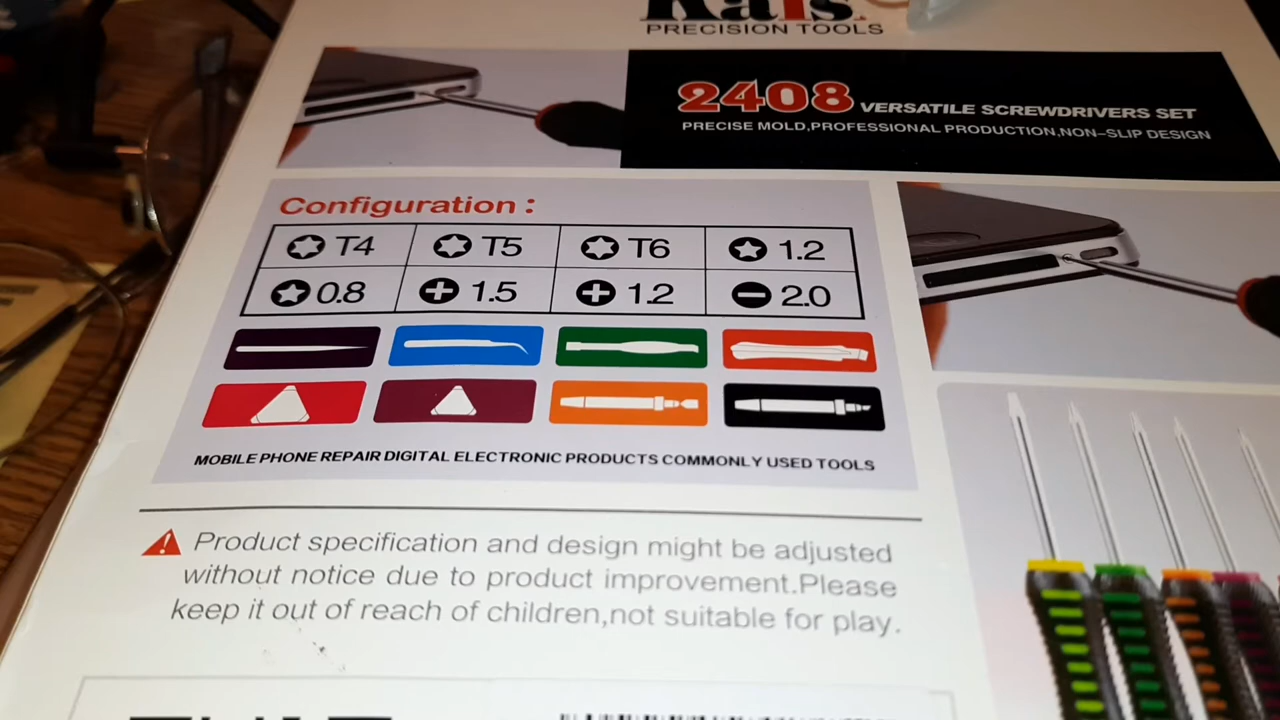 Kaisi
PRECISION TOOLS
2408 VERSATILE SCREWDRIVERS SET
PRECISE MOLD,PROFESSIONAL PRODUCTION,NON-SLIP DESIGN
Configuration:
T4 T5 T6 1.2
0.8 1.5 1.2 2.0
MOBILE PHONE REPAIR DIGITAL ELECTRONIC PRODUCTS COMMONLY USED TOOLS
Product specification and design might be adjusted
without notice due to product improvement.Please
keep it out of reach of children,not suitable for play.